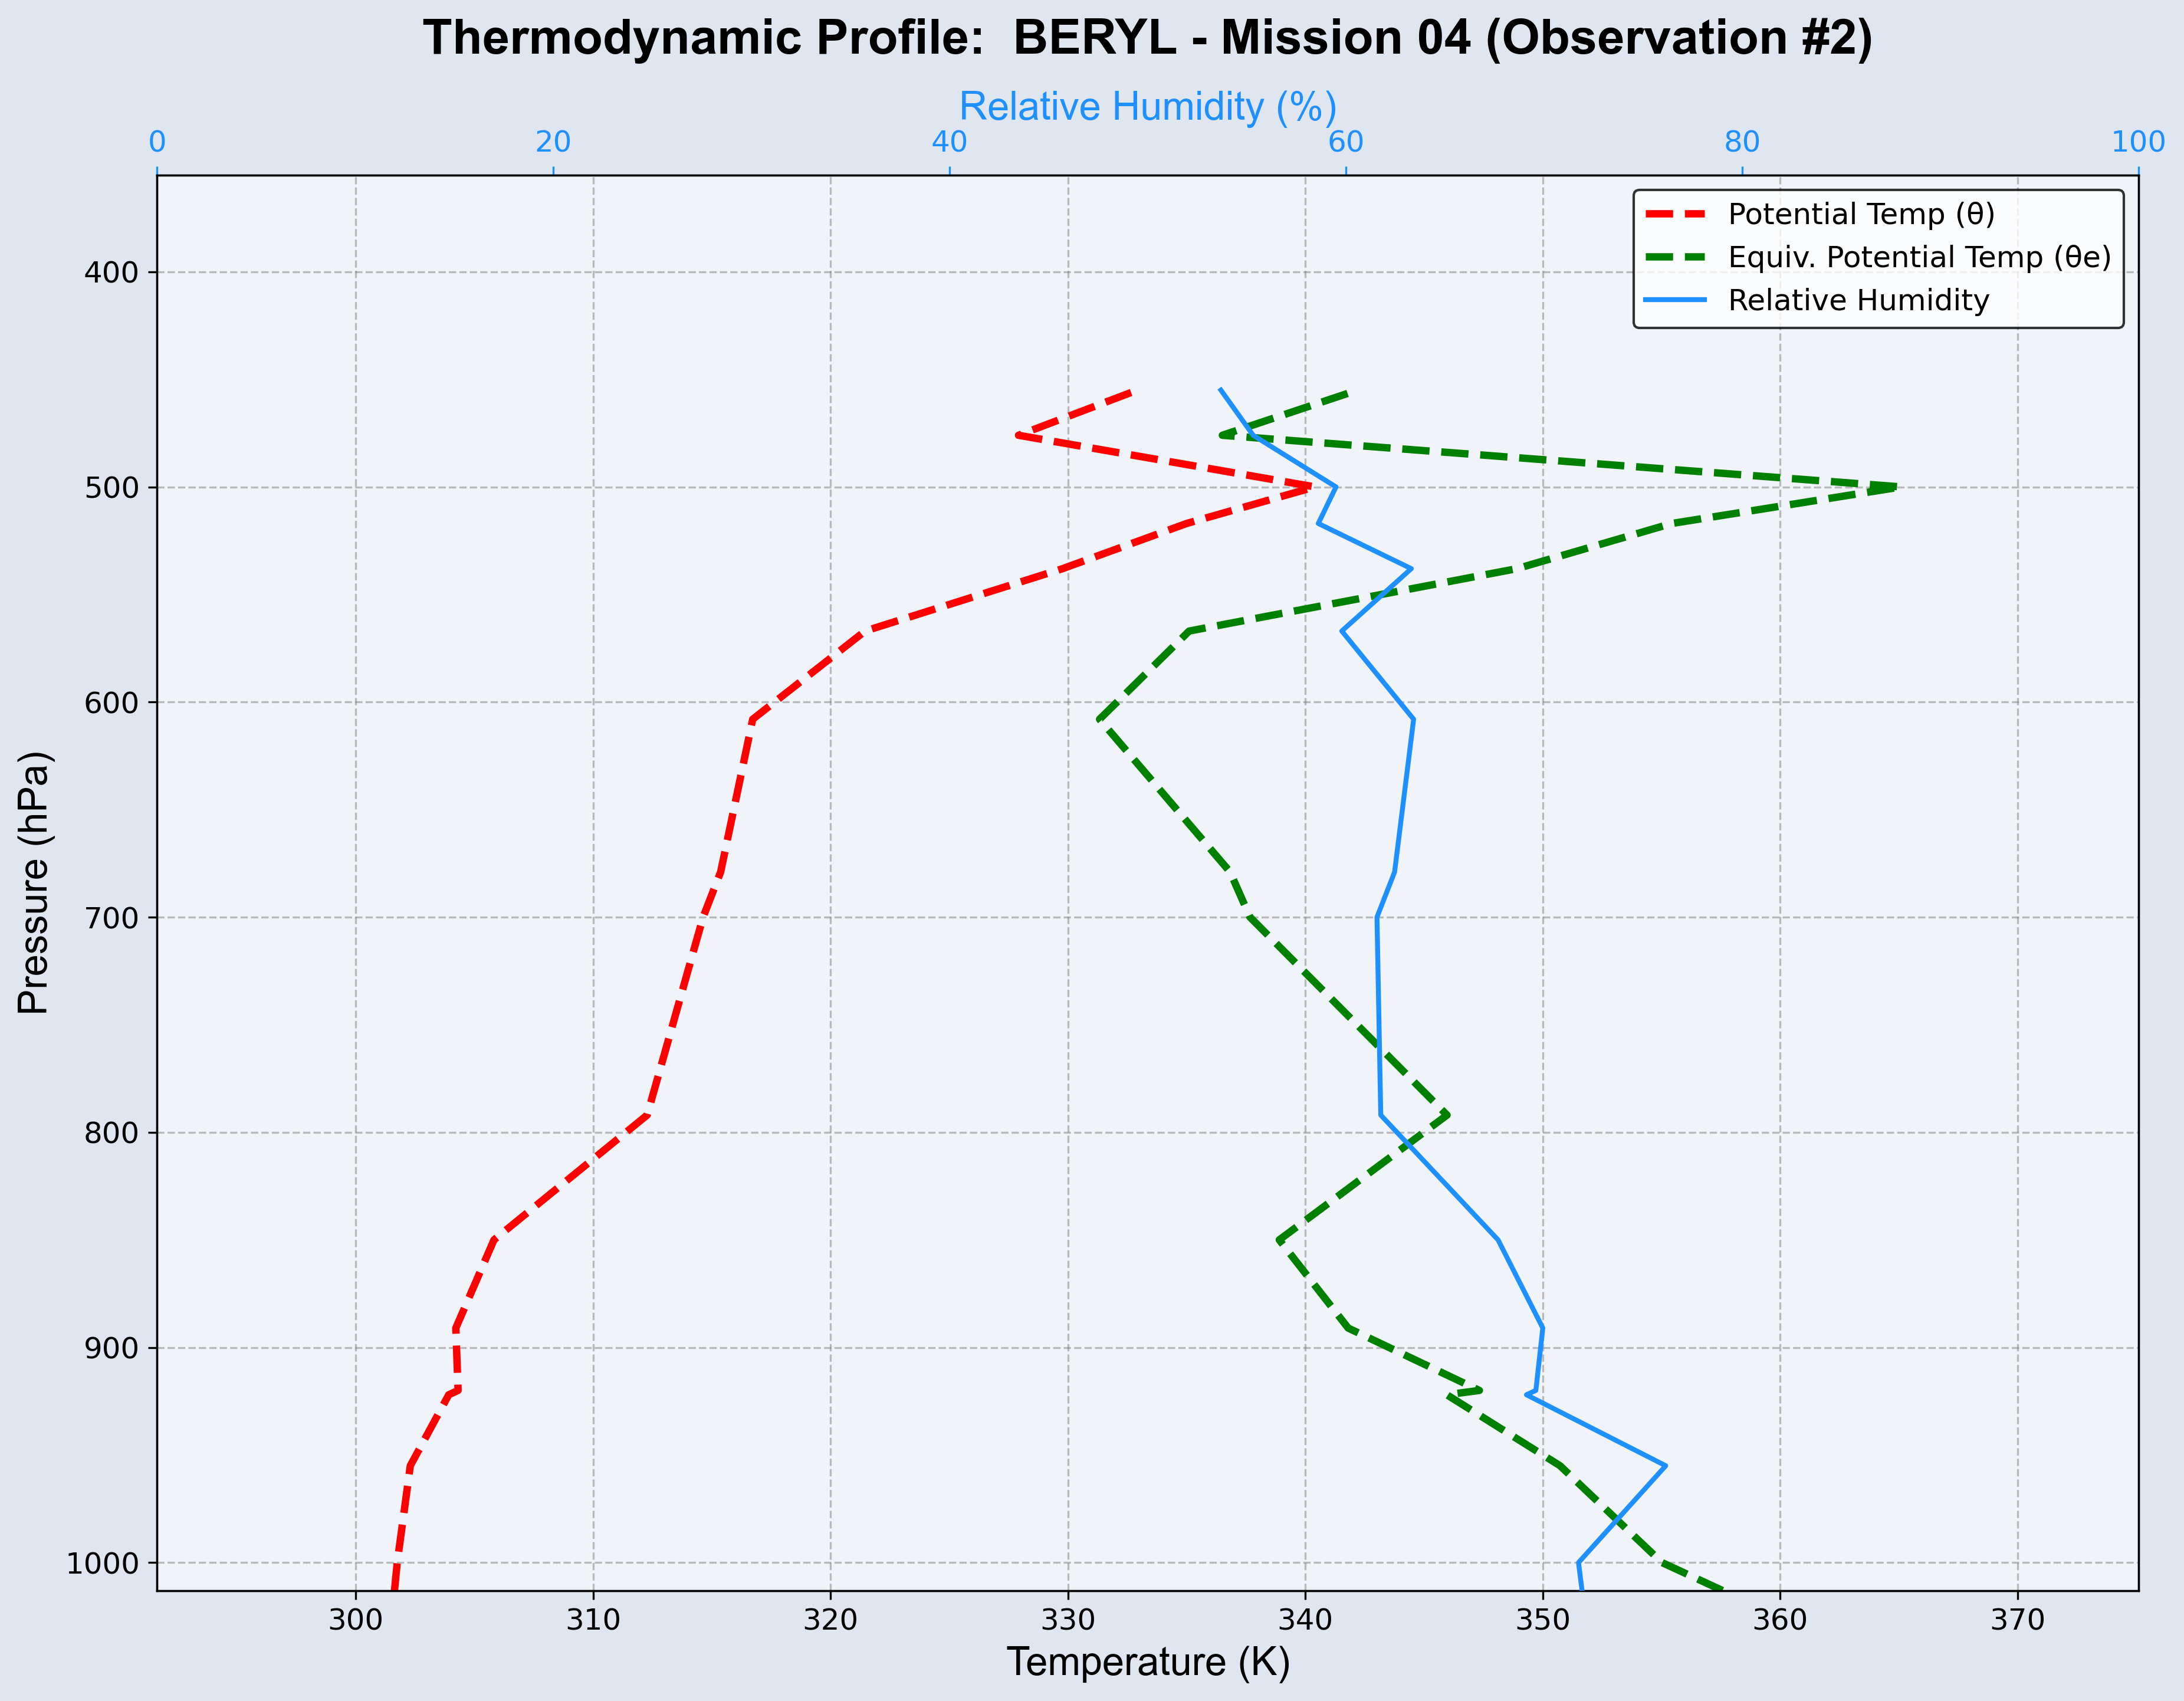 Thermodynamic Profile:  BERYL - Mission 04 (Observation #2)
Relative Humidity (%)
0 20 40 60 80 100
Potential Temp (θ)
Equiv. Potential Temp (θe)
Relative Humidity
400
500
600
700
800
900
1000
Pressure (hPa)
300 310 320 330 340 350 360 370
Temperature (K)